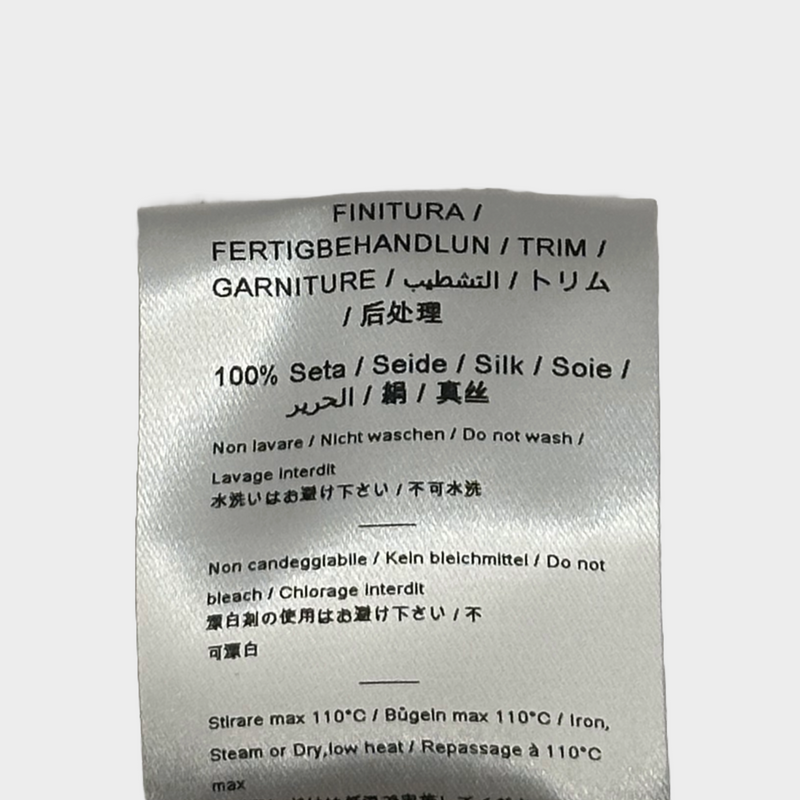 FINITURA /
FERTIGBEHANDLUN / TRIM /
GARNITURE / التشطيب / トリム
/ 后处理
100% Seta / Seide / Silk / Soie /
الحرير / 絹 / 真丝
Non lavare / Nicht waschen / Do not wash /
Lavage interdit
水洗いはお避け下さい / 不可水洗
Non candeggiabile / Kein bleichmittel / Do not
bleach / Chlorage interdit
漂白剤の使用はお避け下さい / 不
可漂白
Stirare max 110°C / Bůgeln max 110°C / Iron,
Steam or Dry,low heat / Repassage à 110°C
max